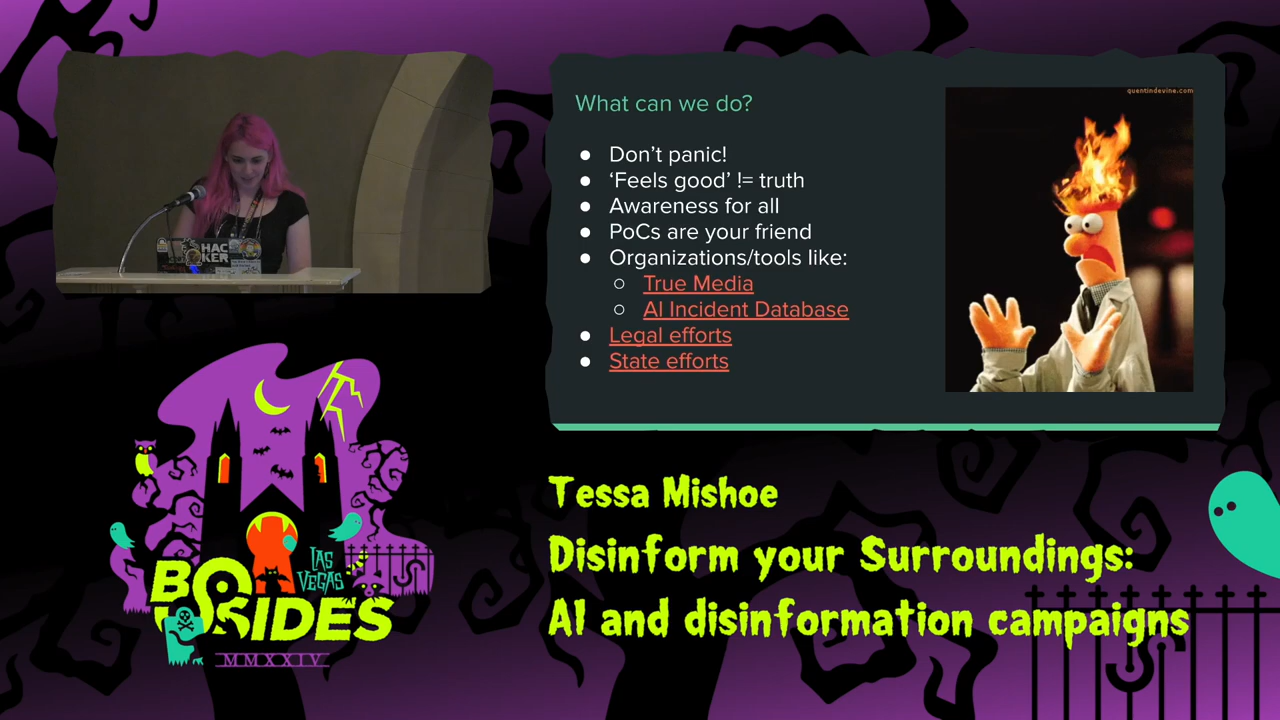 quentindevine.com
What can we do?
● Don’t panic!
● ‘Feels good’ != truth
● Awareness for all
● PoCs are your friend
● Organizations/tools like:
○ True Media
○ AI Incident Database
● Legal efforts
● State efforts
HAC
KER
Tessa Mishoe
Disinform your Surroundings:
AI and disinformation campaigns
LAS
VEGAS
BSIDES
MMXXIV